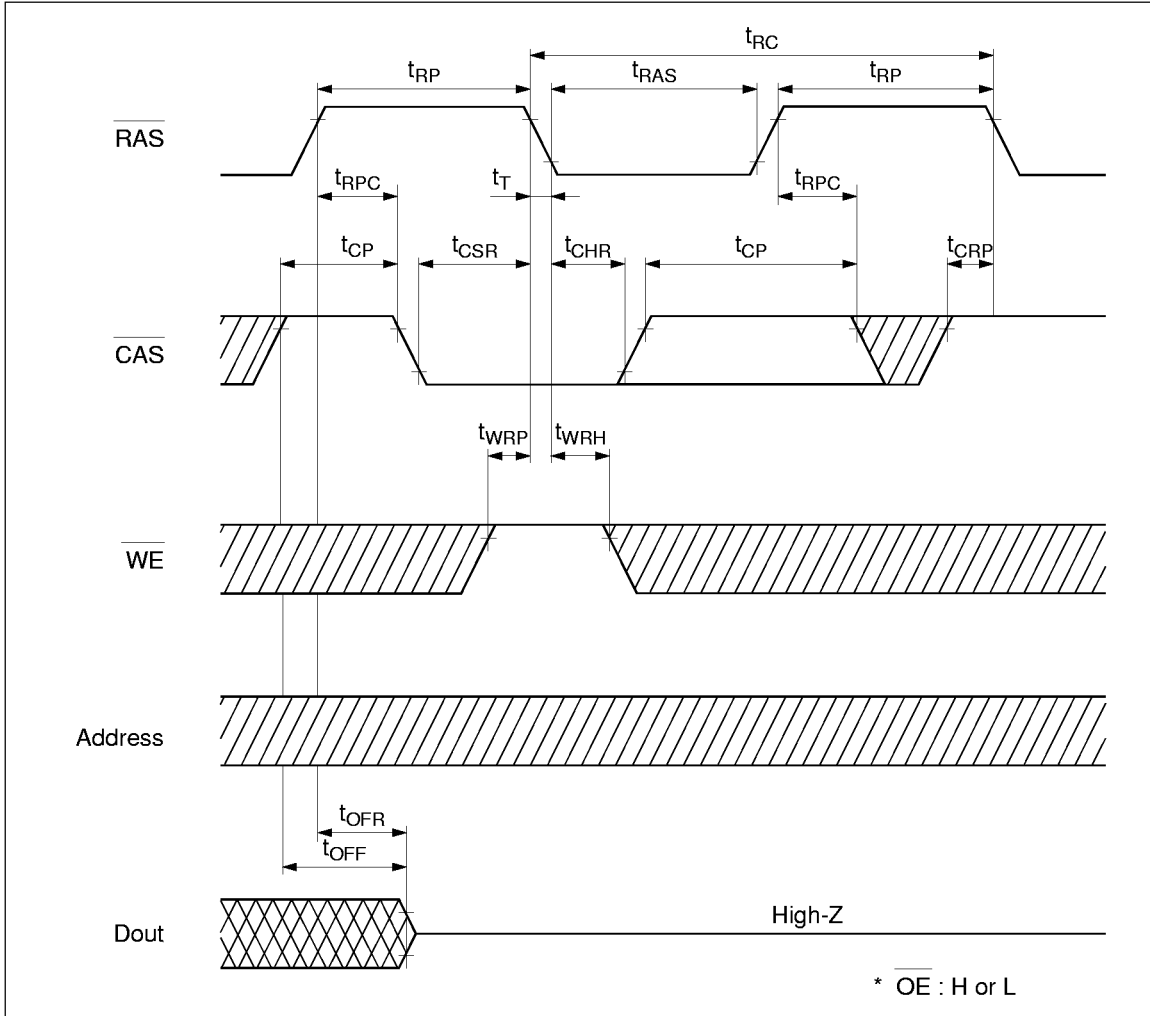 tRC
tRP tRAS tRP
RAS
tRPC tT tRPC
tCP tCSR tCHR tCP tCRP
CAS
tWRP tWRH
WE
Address
tOFR
tOFF
High-Z
Dout
* OE : H or L